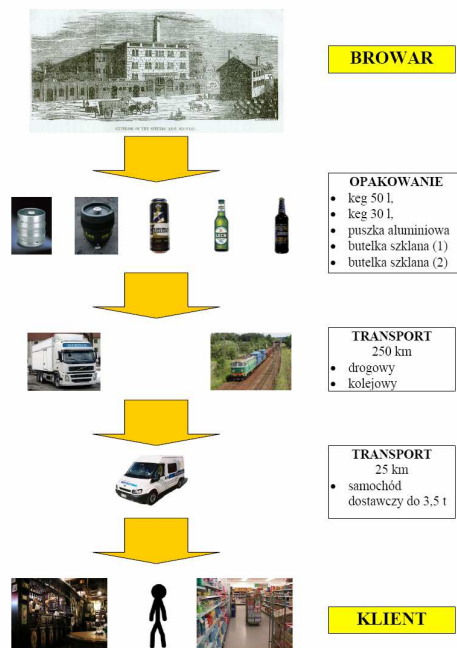 BROWAR
OPAKOWANIE
• keg 50 l,
• keg 30 l,
• puszka aluminiowa
• butelka szklana (1)
• butelka szklana (2)
TRANSPORT
250 km
• drogowy
• kolejowy
TRANSPORT
25 km
• samochód
dostawczy do 3,5 t
KLIENT